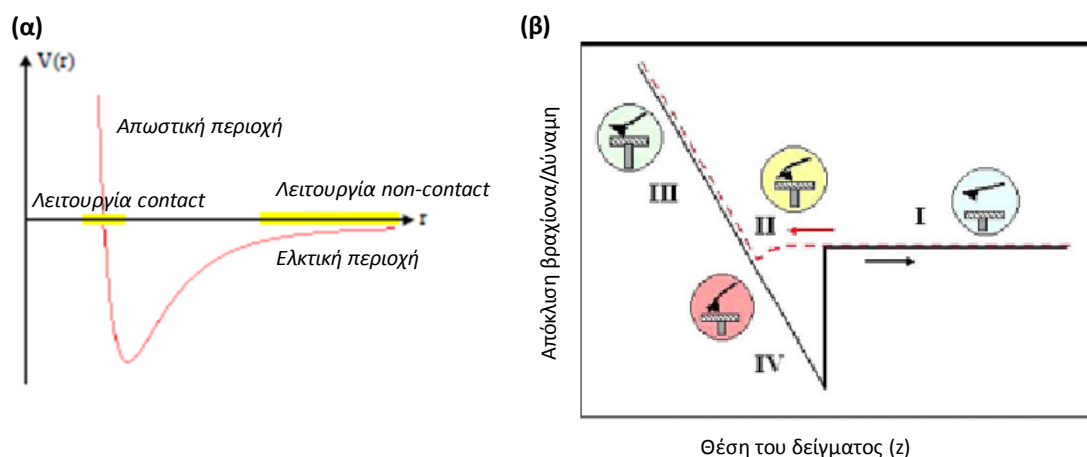 (α)
V(r)
Απωστική περιοχή
Λειτουργία contact
Λειτουργία non-contact
r
Ελκτική περιοχή
(β)
Απόκλιση βραχίονα/Δύναμη
III
II
I
IV
Θέση του δείγματος (z)